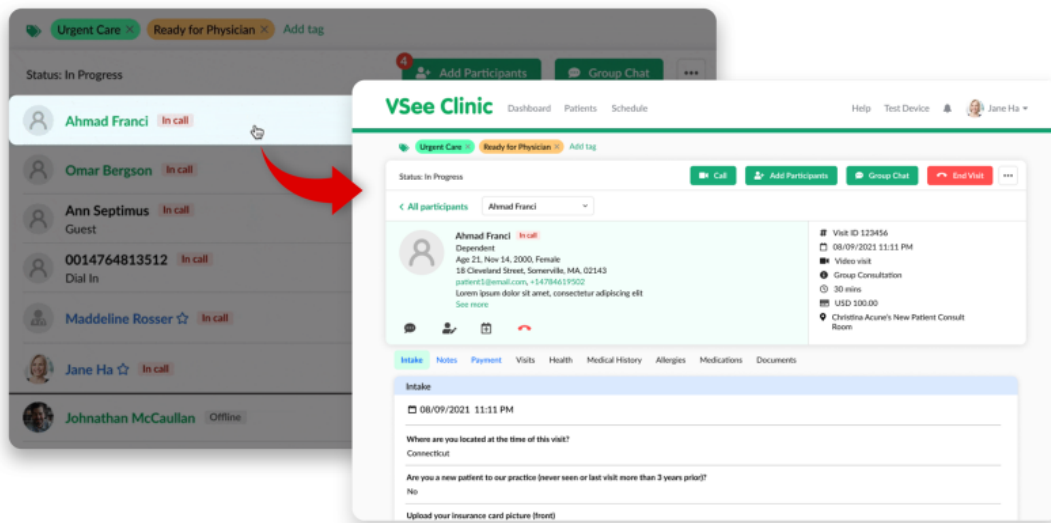 Urgent Care ×
Ready for Physician ×
Add tag
Status: In Progress
4
Add Participants
Group Chat
•••
Ahmad Franci In call
Omar Bergson In call
Ann Septimus In call
Guest
0014764813512 In call
Dial In
Maddeline Rosser ☆ In call
Jane Ha ☆ In call
Johnathan McCaullan Offline
VSee Clinic
Dashboard
Patients
Schedule
Help
Test Device
Jane Ha
Urgent Care ×
Ready for Physician ×
Add tag
Status: In Progress
Call
Add Participants
Group Chat
End Visit
•••
< All participants
Ahmad Franci
Ahmad Franci In call
Dependent
Age 21, Nov 14, 2000, Female
18 Cleveland Street, Somerville, MA, 02143
patient1@email.com, +14784619502
Lorem ipsum dolor sit amet, consectetur adipiscing elit
See more
# Visit ID 123456
08/09/2021 11:11 PM
Video visit
Group Consultation
30 mins
USD 100.00
Christina Acune's New Patient Consult
Room
Intake
Notes
Payment
Visits
Health
Medical History
Allergies
Medications
Documents
Intake
08/09/2021 11:11 PM
Where are you located at the time of this visit?
Connecticut
Are you a new patient to our practice (never seen or last visit more than 3 years prior)?
No
Upload your insurance card picture (front)